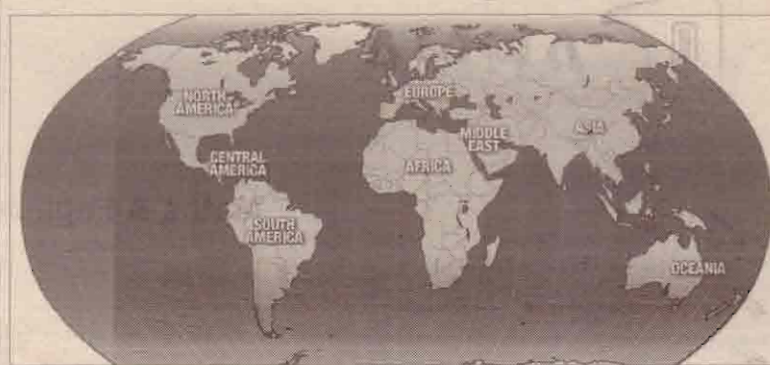 NORTH
AMERICA
EUROPE
MIDDLE
EAST
ASIA
CENTRAL
AMERICA
AFRICA
SOUTH
AMERICA
OCEANIA